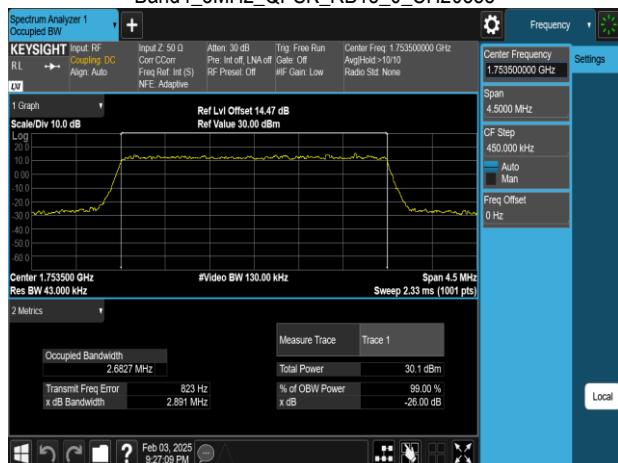 Spectrum Analyzer 1
Occupied BW
Frequency
KEYSIGHT
Input: RF
Coupling: DC
Align: Auto
RL
LXI
Input Z: 50 Ω
Corr CCorr
Freq Ref: Int (S)
NFE: Adaptive
Atten: 30 dB
Pre: Int off, LNA off
RF Preset: Off
Trig: Free Run
Gate: Off
#IF Gain: Low
Center Freq: 1.753500000 GHz
Avg|Hold:>10/10
Radio Std: None
Center Frequency
1.753500000 GHz
Settings
Span
4.5000 MHz
CF Step
450.000 kHz
Auto
Man
Freq Offset
0 Hz
Local
1 Graph
Scale/Div 10.0 dB
Ref Lvl Offset 14.47 dB
Ref Value 30.00 dBm
Log
20.0
10.0
0.00
-10.0
-20.0
-30.0
-40.0
-50.0
-60.0
Center 1.753500 GHz
Res BW 43.000 kHz
#Video BW 130.00 kHz
Span 4.5 MHz
Sweep 2.33 ms (1001 pts)
2 Metrics
Measure Trace
Trace 1
Occupied Bandwidth
2.6827 MHz
Total Power
30.1 dBm
Transmit Freq Error
823 Hz
% of OBW Power
99.00 %
x dB Bandwidth
2.891 MHz
x dB
-26.00 dB
Feb 03, 2025
9:27:09 PM